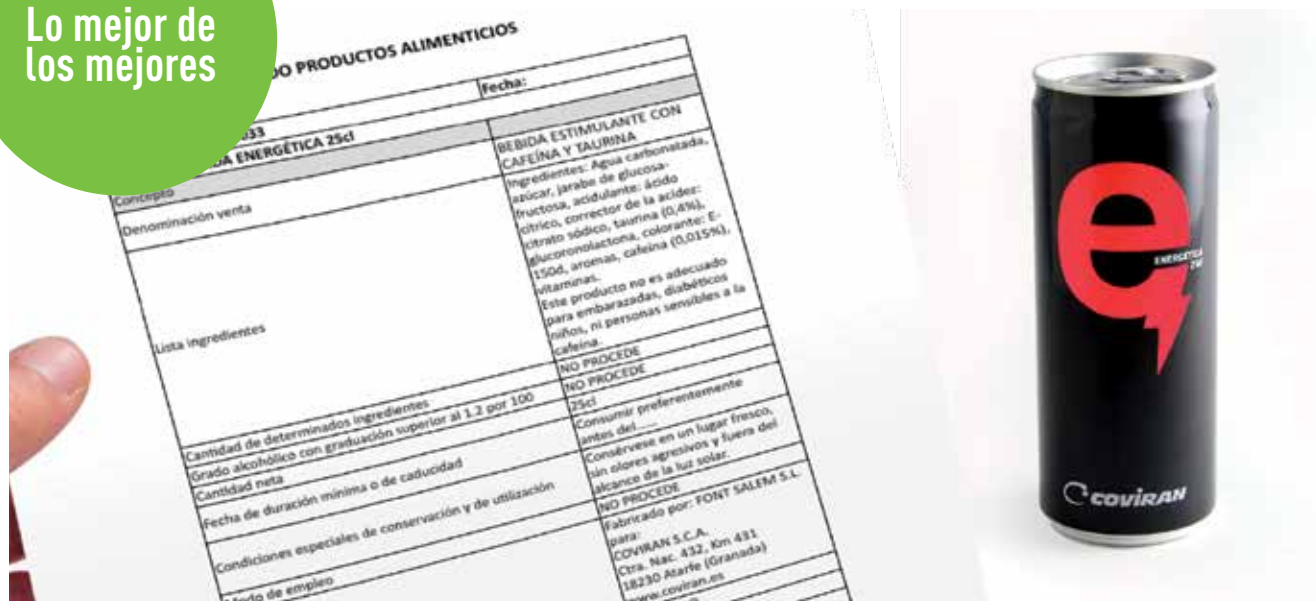 Lo mejor de
los mejores
DO PRODUCTOS ALIMENTICIOS
Fecha:
033
DA ENERGÉTICA 25cl
Concepto
Denominación venta
BEBIDA ESTIMULANTE CON
CAFEÍNA Y TAURINA
Lista ingredientes
Ingredientes: Agua carbonatada,
azúcar, jarabe de glucosa-
fructosa, acidulante: ácido
cítrico, corrector de la acidez:
citrato sódico, taurina (0,4%),
glucoronolactona, colorante: E-
150d, aromas, cafeína (0,015%),
vitaminas.
Este producto no es adecuado
para embarazadas, diabéticos
niños, ni personas sensibles a la
cafeína.
Cantidad de determinados ingredientes
NO PROCEDE
Grado alcohólico con graduación superior al 1.2 por 100
NO PROCEDE
Cantidad neta
25cl
Fecha de duración mínima o de caducidad
Consumir preferentemente
antes del......
Condiciones especiales de conservación y de utilización
Consérvese en un lugar fresco,
sin olores agresivos y fuera del
alcance de la luz solar.
Modo de empleo
NO PROCEDE
Fabricado por: FONT SALEM S.L.
para:
COVIRAN S.C.A.
Ctra. Nac. 432, Km 431
18230 Atarfe (Granada)
www.coviran.es
e
ENERGÉTICA
COVIRAN